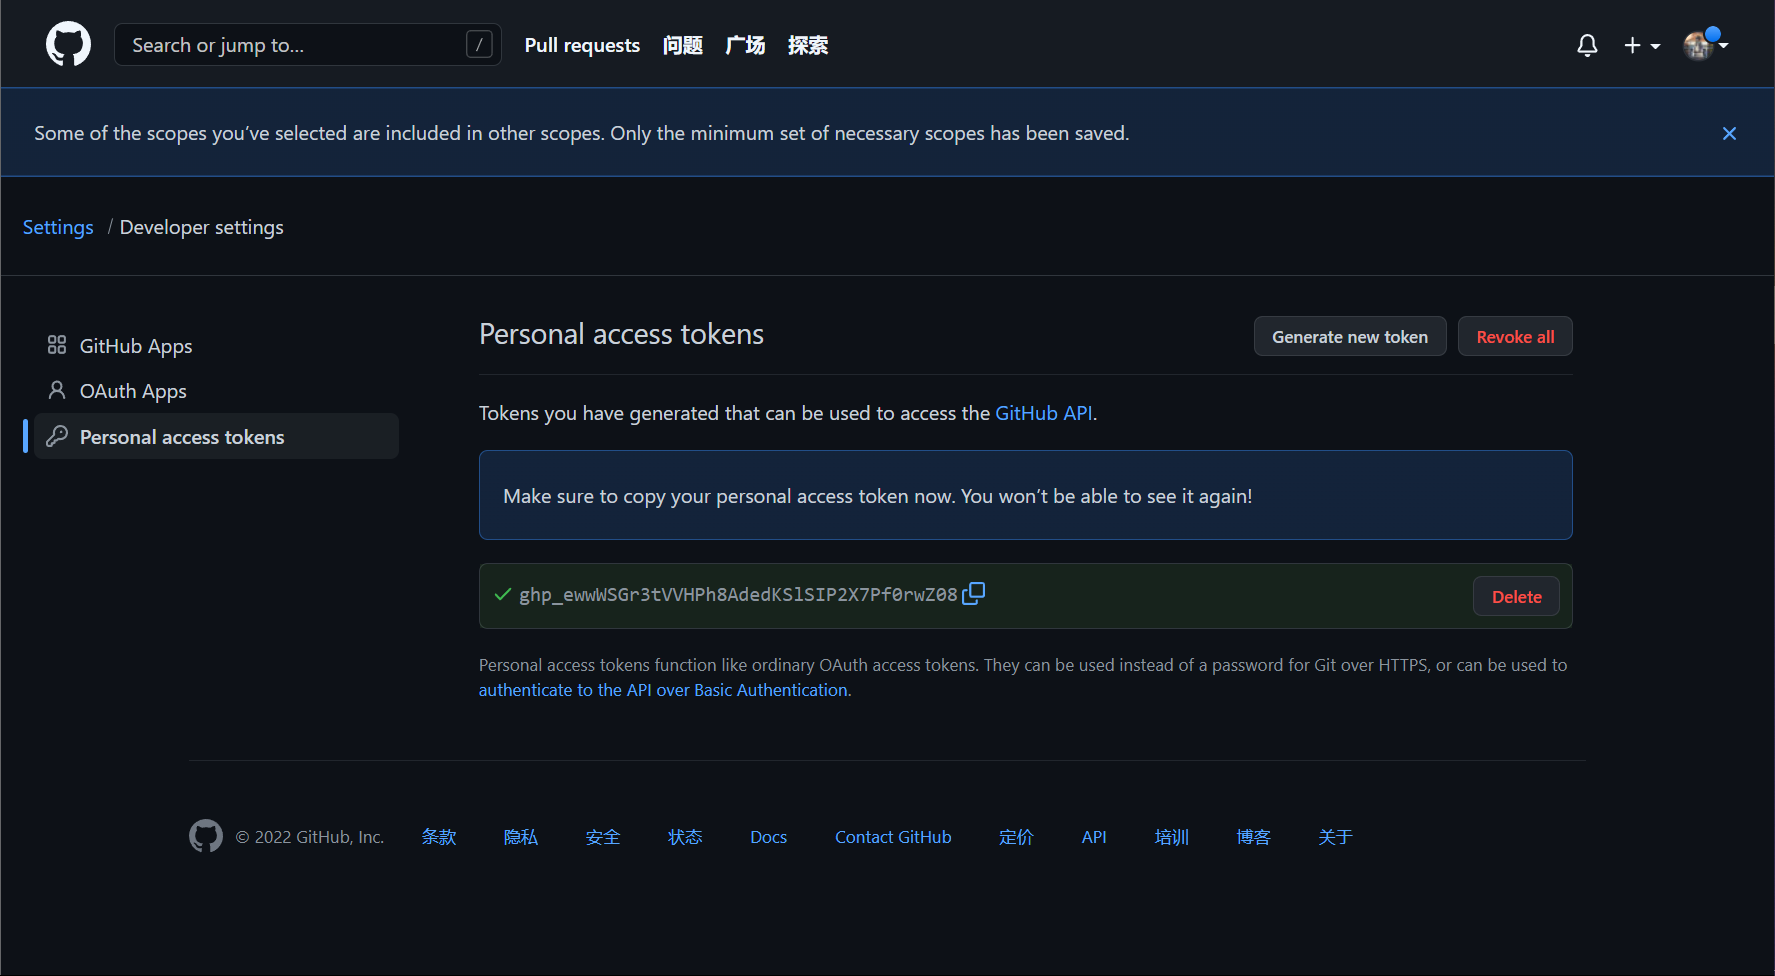 Search or jump to... / Pull requests 问题 广场 探索
Some of the scopes you've selected are included in other scopes. Only the minimum set of necessary scopes has been saved.
Settings / Developer settings
GitHub Apps
OAuth Apps
Personal access tokens
Personal access tokens
Generate new token Revoke all
Tokens you have generated that can be used to access the GitHub API.
Make sure to copy your personal access token now. You won't be able to see it again!
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 Delete
Personal access tokens function like ordinary OAuth access tokens. They can be used instead of a password for Git over HTTPS, or can be used to
authenticate to the API over Basic Authentication.
© 2022 GitHub, Inc. 条款 隐私 安全 状态 Docs Contact GitHub 定价 API 培训 博客 关于